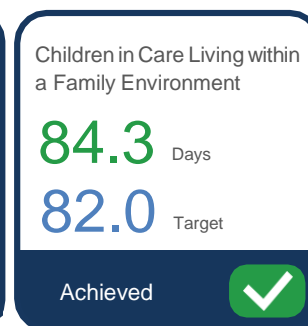 Children in Care Living within
a Family Environment
84.3 Days
82.0 Target
Achieved